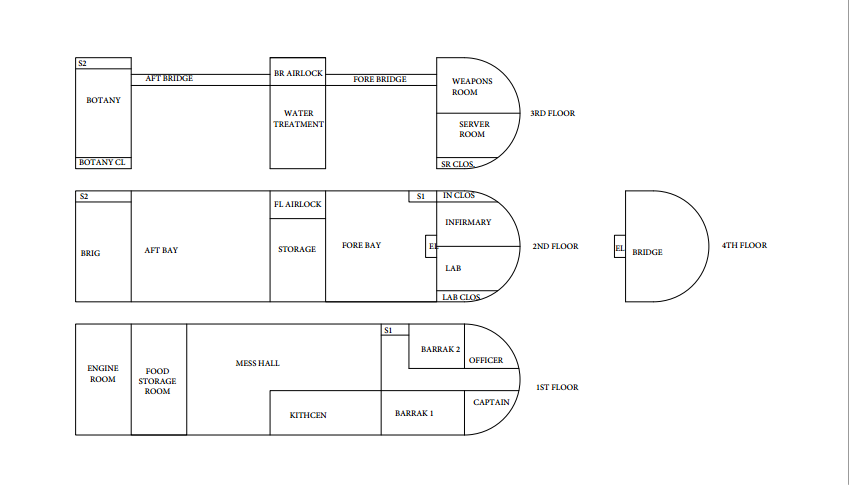 S2
AFT BRIDGE
BR AIRLOCK
FORE BRIDGE
WEAPONS
ROOM
BOTANY
WATER
TREATMENT
3RD FLOOR
SERVER
ROOM
BOTANY CL
SR CLOS
S2
S1
IN CLOS
FL AIRLOCK
INFIRMARY
BRIG
AFT BAY
STORAGE
FORE BAY
EL
2ND FLOOR
EL
BRIDGE
4TH FLOOR
LAB
LAB CLOS
S1
BARRAK 2
OFFICER
MESS HALL
ENGINE
ROOM
FOOD
STORAGE
ROOM
1ST FLOOR
CAPTAIN
KITHCEN
BARRAK 1